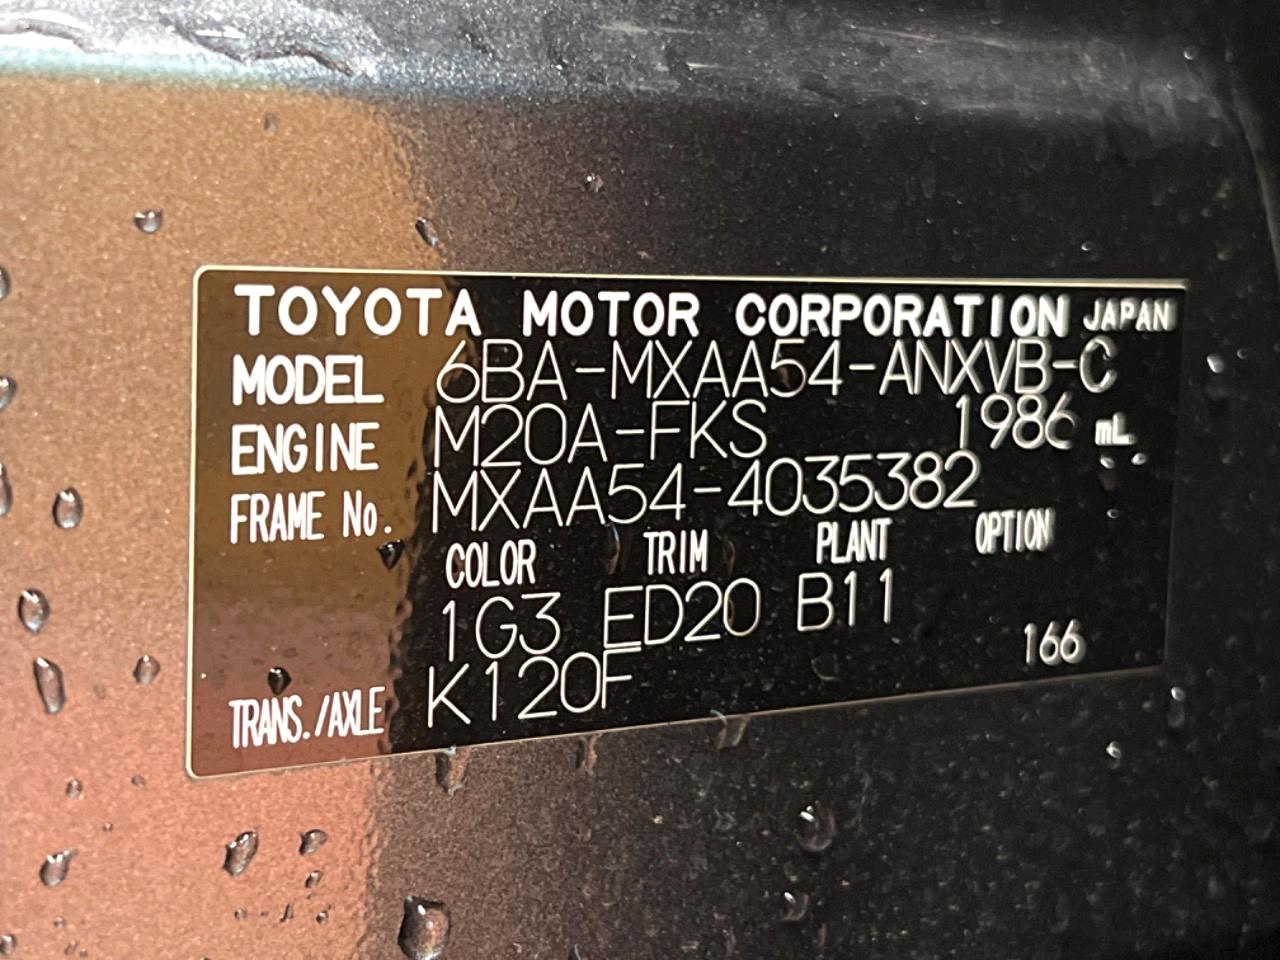 TOYOTA MOTOR CORPORATION JAPAN
MODEL 6BA-MXAA54-ANXVB-C
ENGINE M20A-FKS 1986 mL
FRAME No. MXAA54-4035382
COLOR TRIM PLANT OPTION
1G3 ED20 B11
166
TRANS./AXLE K120F